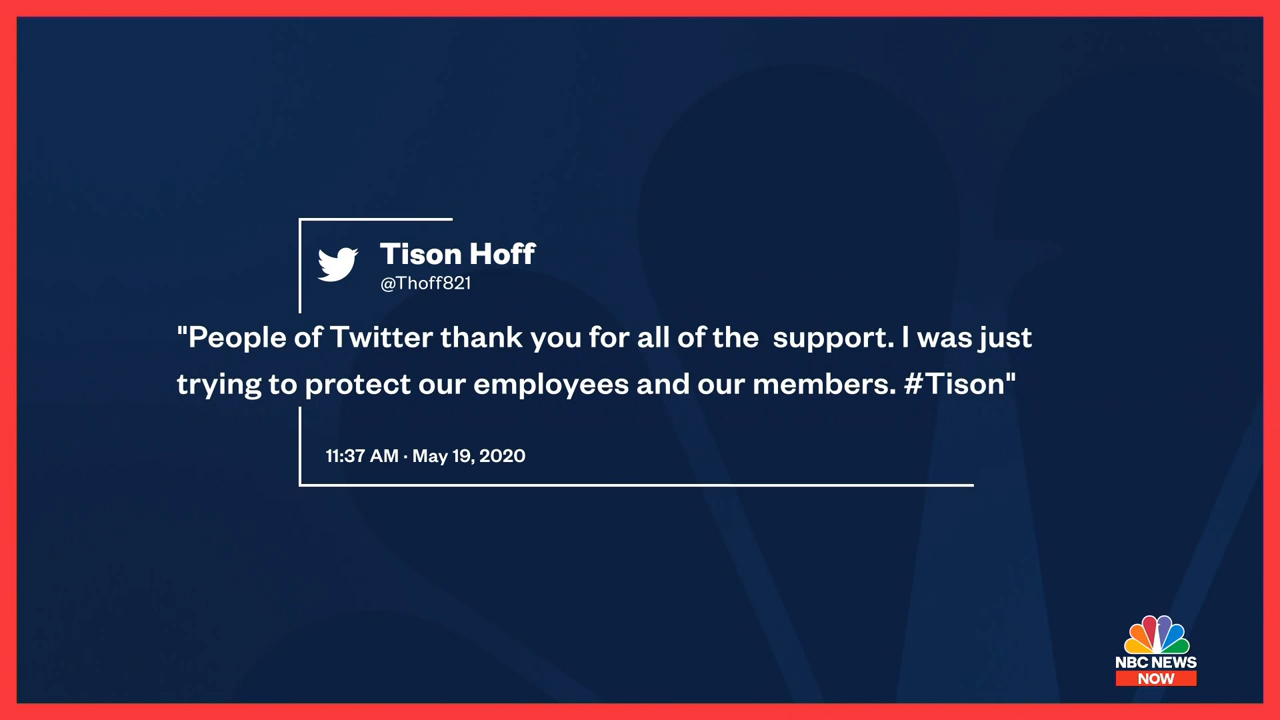 Tison Hoff
@Thoff821
"People of Twitter thank you for all of the  support. I was just
trying to protect our employees and our members. #Tison"
11:37 AM · May 19, 2020
NBC NEWS
NOW